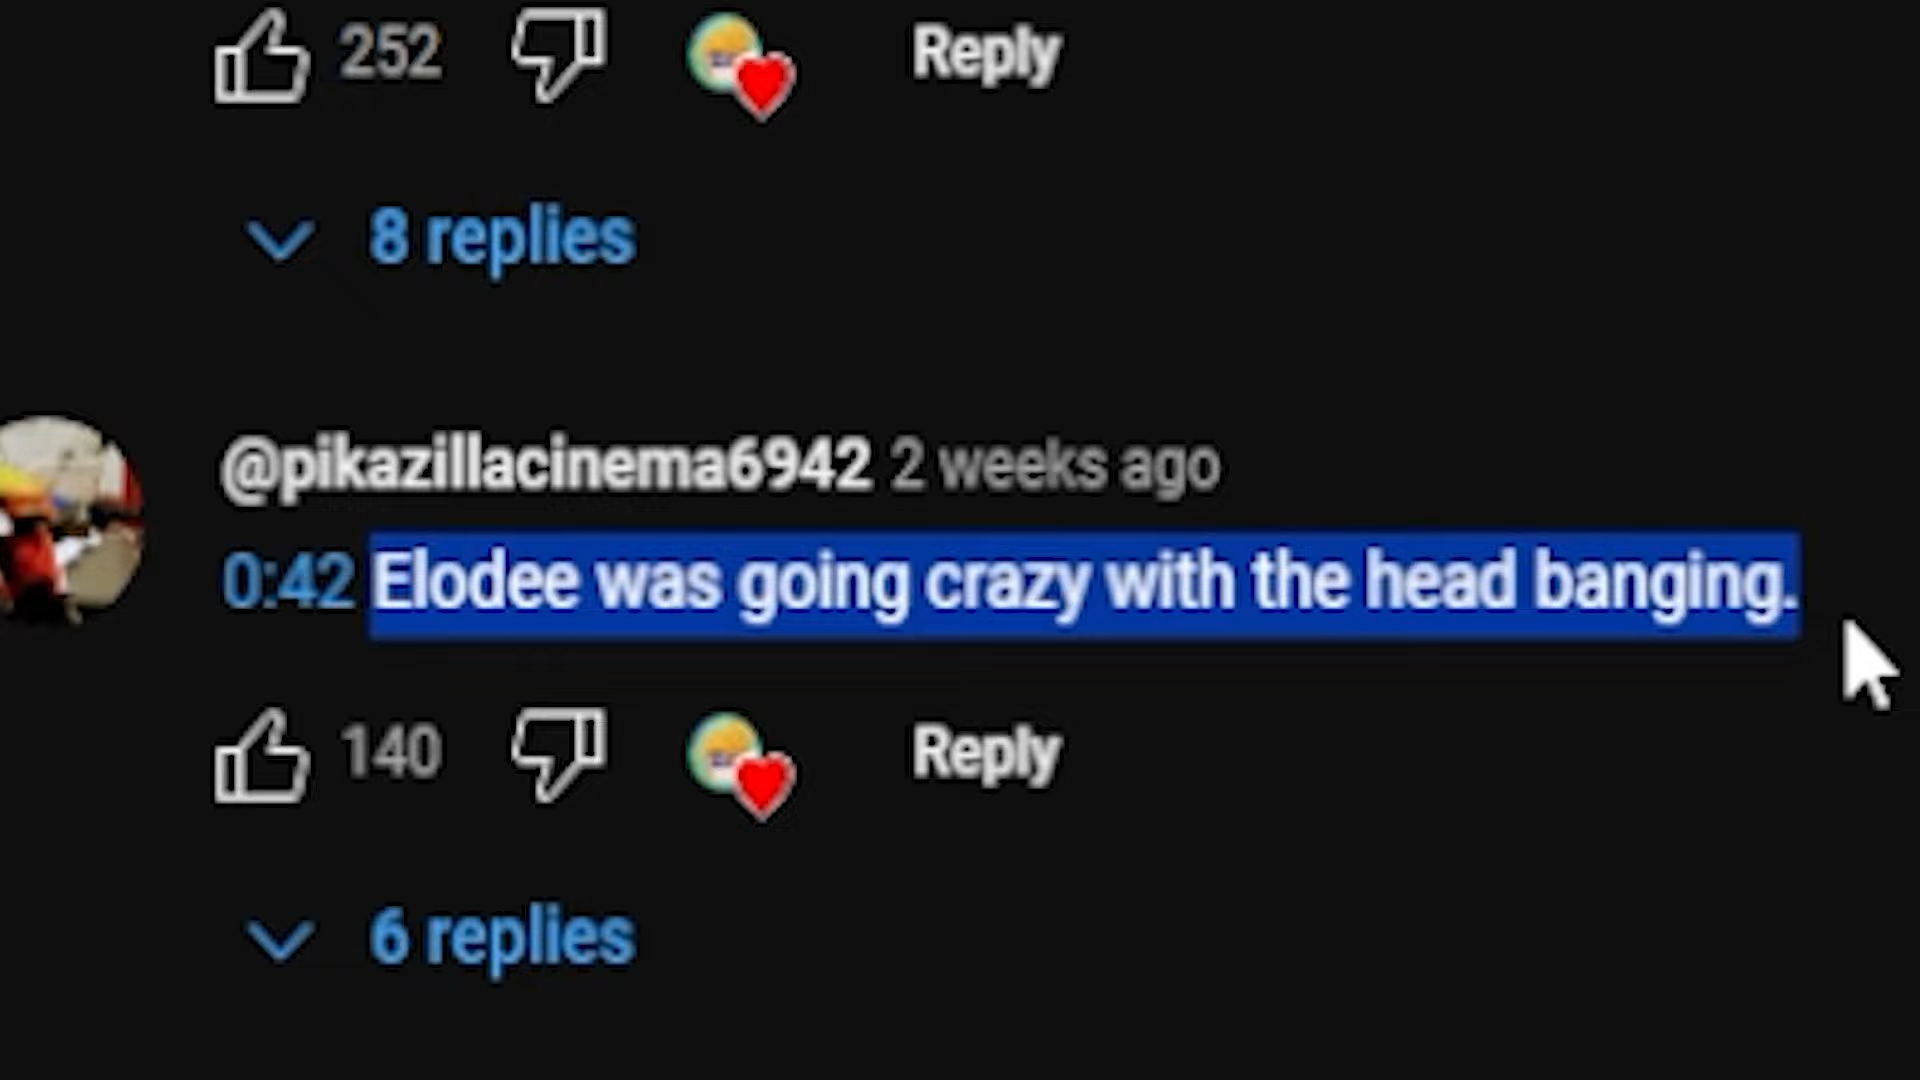 252 Reply
8 replies
@pikazillacinema6942 2 weeks ago
0:42 Elodee was going crazy with the head banging.
140 Reply
6 replies